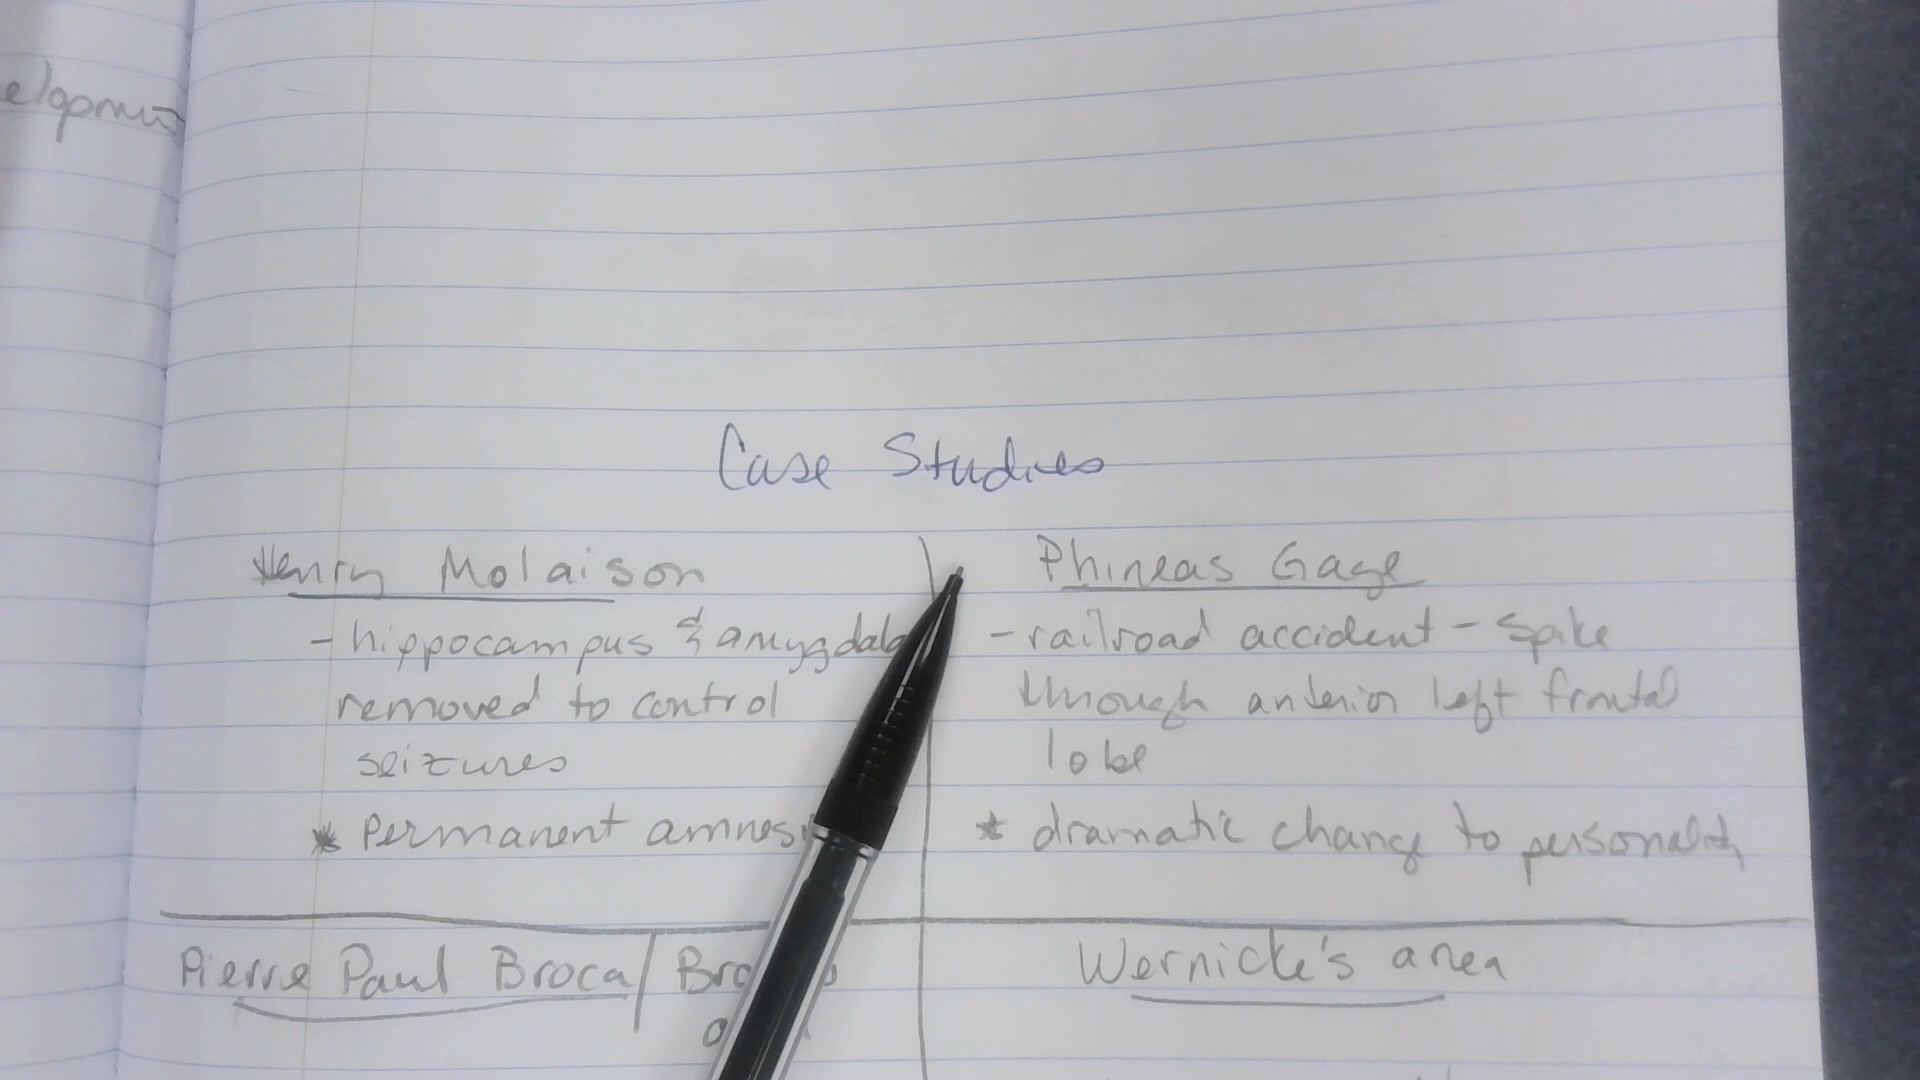 Case Studies
Henry Molaison
- hippocampus & amygdala
removed to control
seizures
* Permanent amnes
Phineas Gage
- railroad accident - Spike
through anterior left frontal
lobe
* dramatic change to personality
Pierre Paul Broca /
Wernicke's area